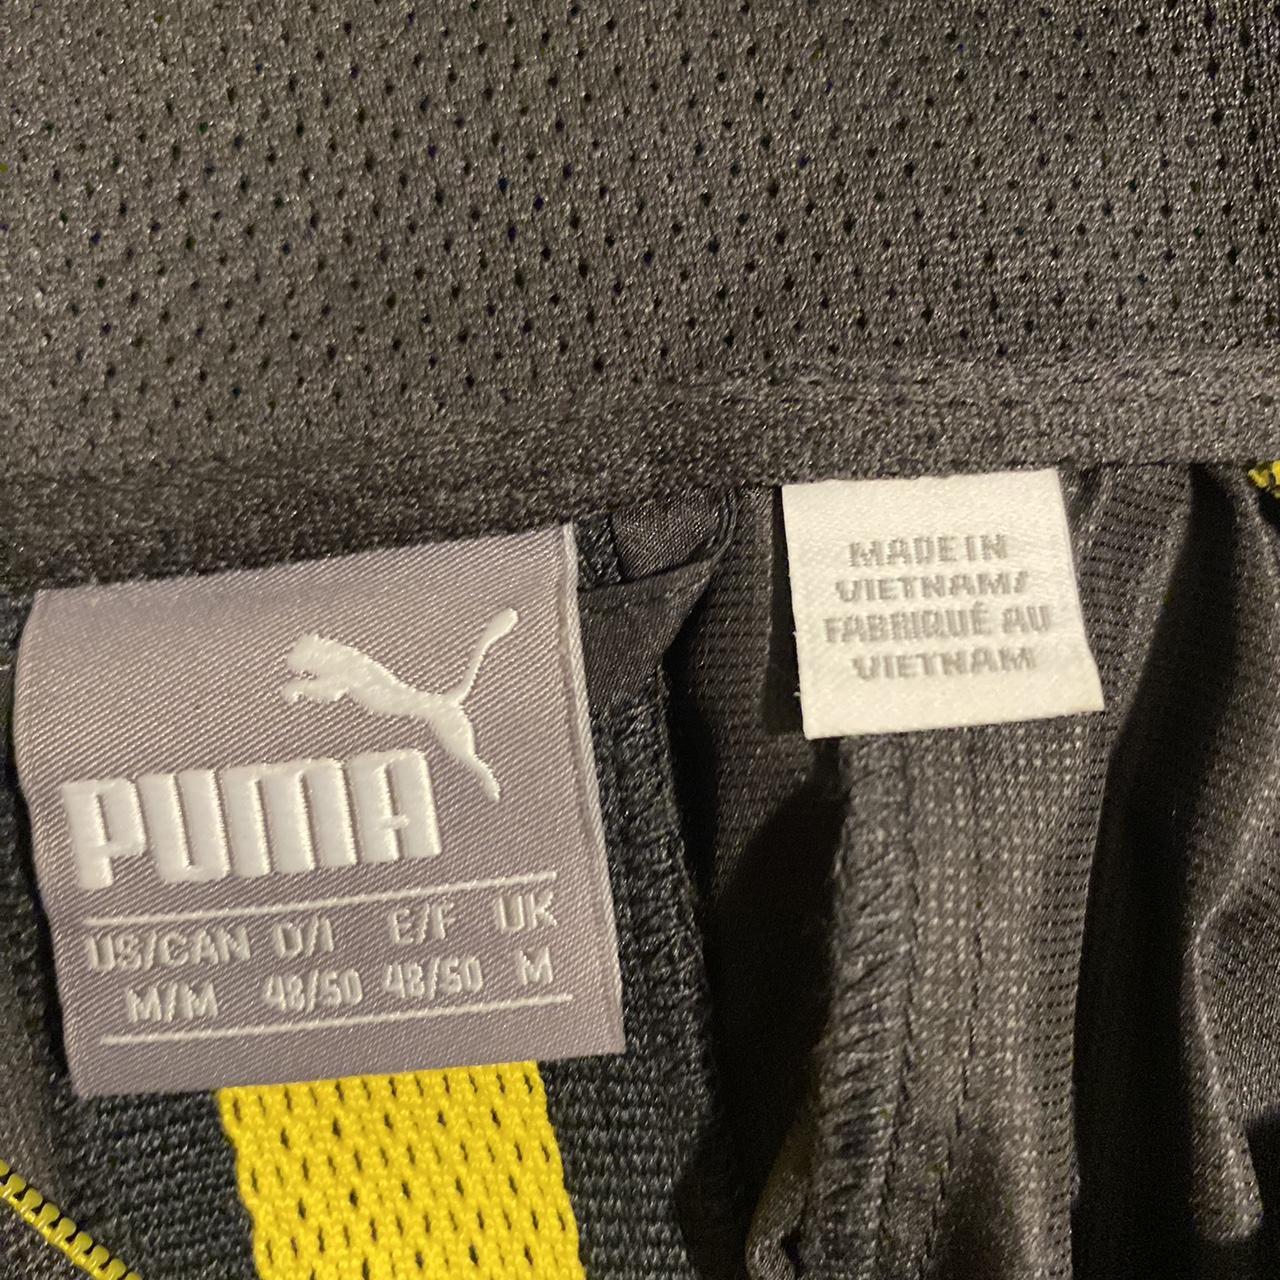 PUMA
US/CAN D/I E/F UK
M/M 48/50 48/50 M
MADE IN
VIETNAM/
FABRIQUÉ AU
VIETNAM